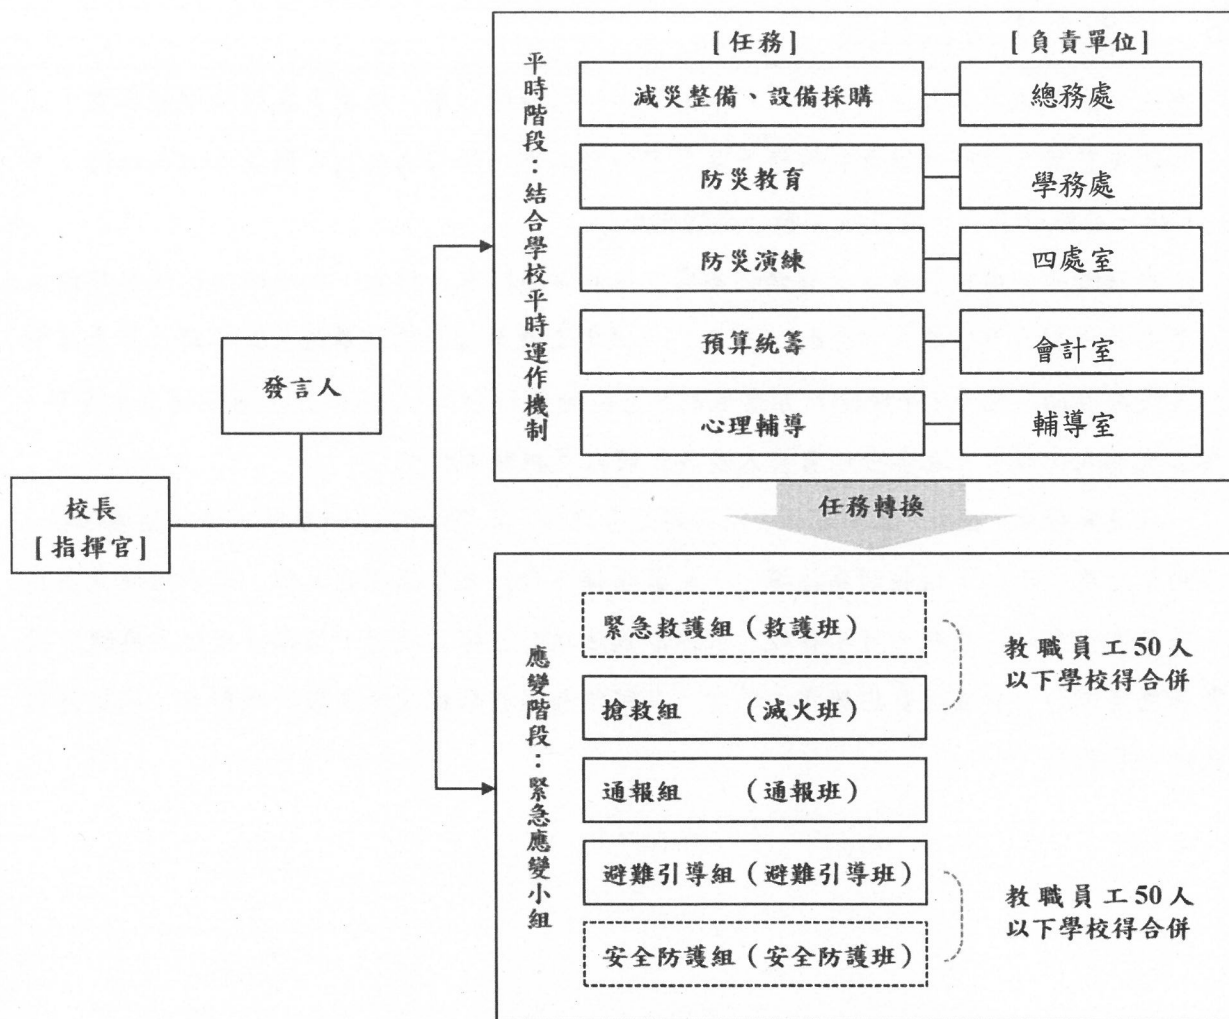 平時階段：結合學校平時運作機制
[任務]
[負責單位]
減災整備、設備採購
總務處
防災教育
學務處
防災演練
四處室
預算統籌
會計室
心理輔導
輔導室
發言人
校長
[指揮官]
任務轉換
應變階段：緊急應變小組
緊急救護組（救護班）
搶救組　　（滅火班）
教職員工50人
以下學校得合併
通報組　　（通報班）
避難引導組（避難引導班）
安全防護組（安全防護班）
教職員工50人
以下學校得合併